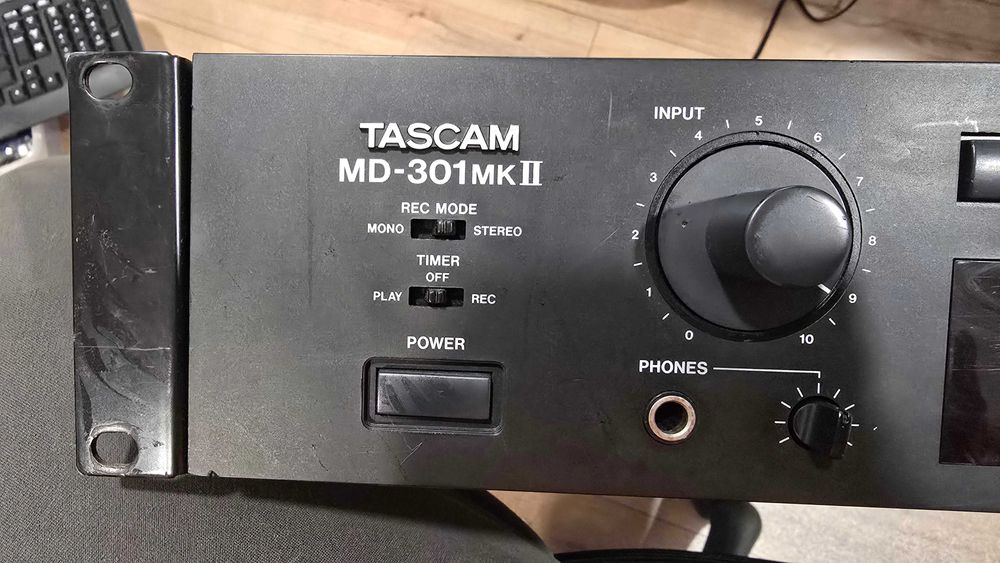 TASCAM
MD-301MKII
REC MODE
MONO STEREO
TIMER
OFF
PLAY REC
POWER
INPUT
0 1 2 3 4 5 6 7 8 9 10
PHONES